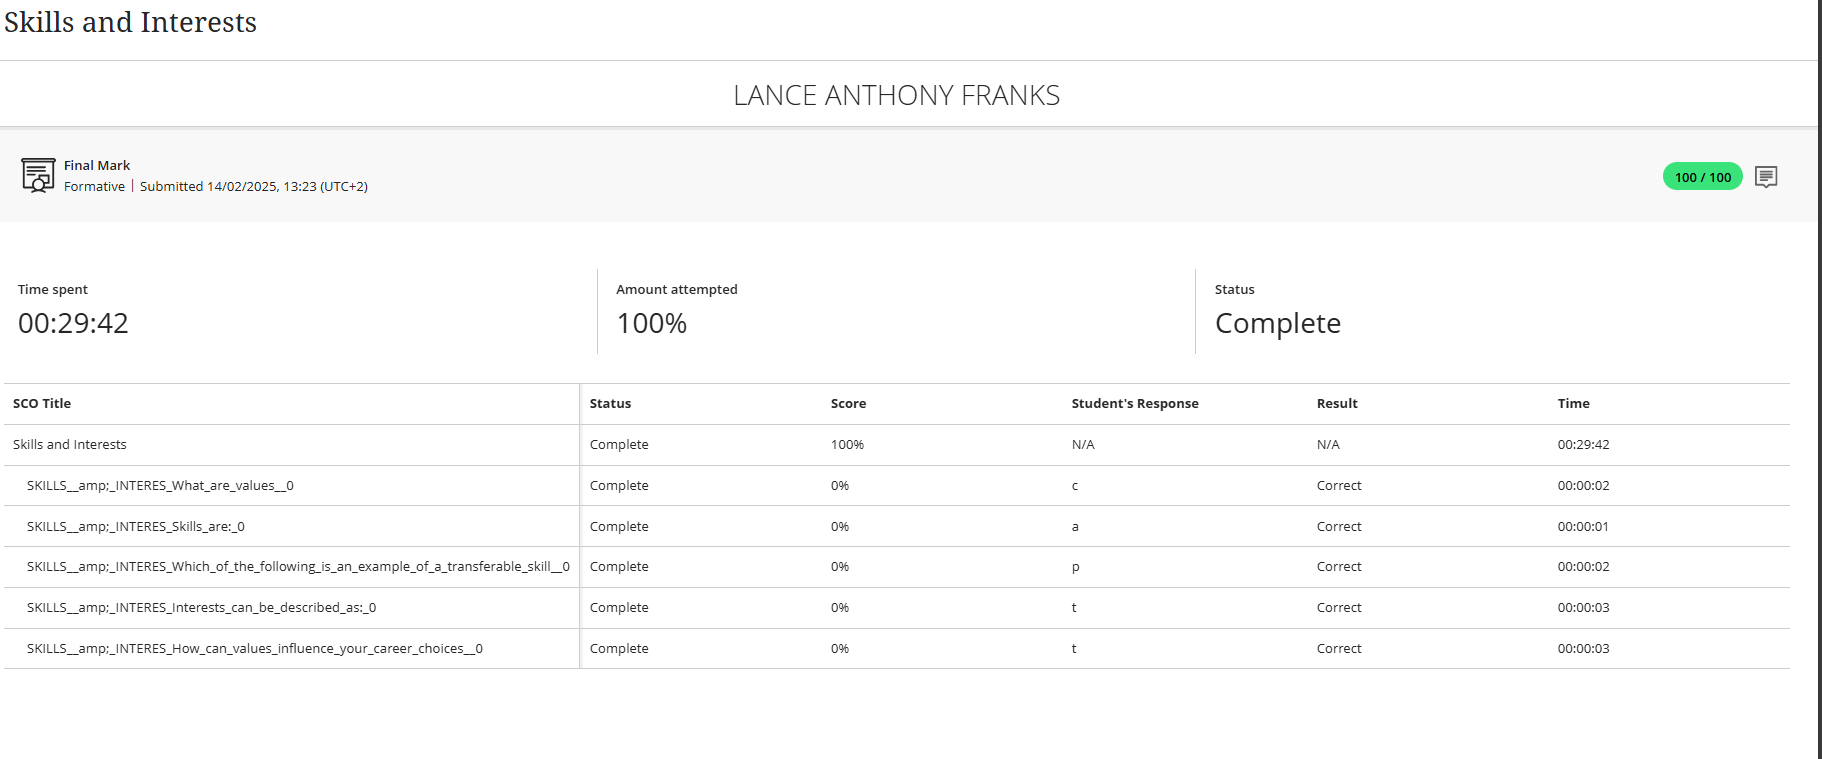 Skills and Interests
LANCE ANTHONY FRANKS
Final Mark
Formative | Submitted 14/02/2025, 13:23 (UTC+2)
100 / 100
Time spent
00:29:42
Amount attempted
100%
Status
Complete
SCO Title Status Score Student's Response Result Time
Skills and Interests Complete 100% N/A N/A 00:29:42
SKILLS__amp;_INTERES_What_are_values__0 Complete 0% c Correct 00:00:02
SKILLS__amp;_INTERES_Skills_are:_0 Complete 0% a Correct 00:00:01
SKILLS__amp;_INTERES_Which_of_the_following_is_an_example_of_a_transferable_skill__0 Complete 0% p Correct 00:00:02
SKILLS__amp;_INTERES_Interests_can_be_described_as:_0 Complete 0% t Correct 00:00:03
SKILLS__amp;_INTERES_How_can_values_influence_your_career_choices__0 Complete 0% t Correct 00:00:03